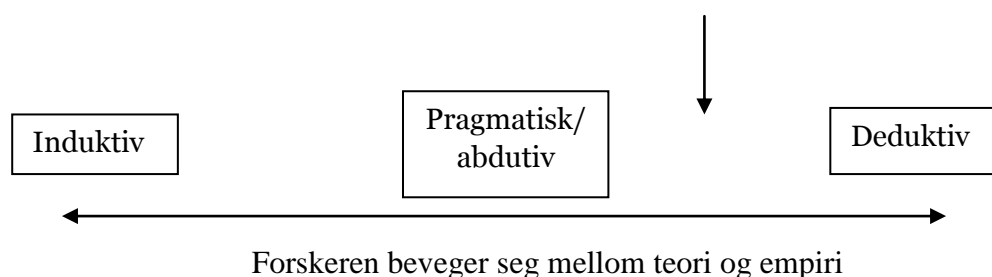 Induktiv
Pragmatisk/
abdutiv
Deduktiv
Forskeren beveger seg mellom teori og empiri